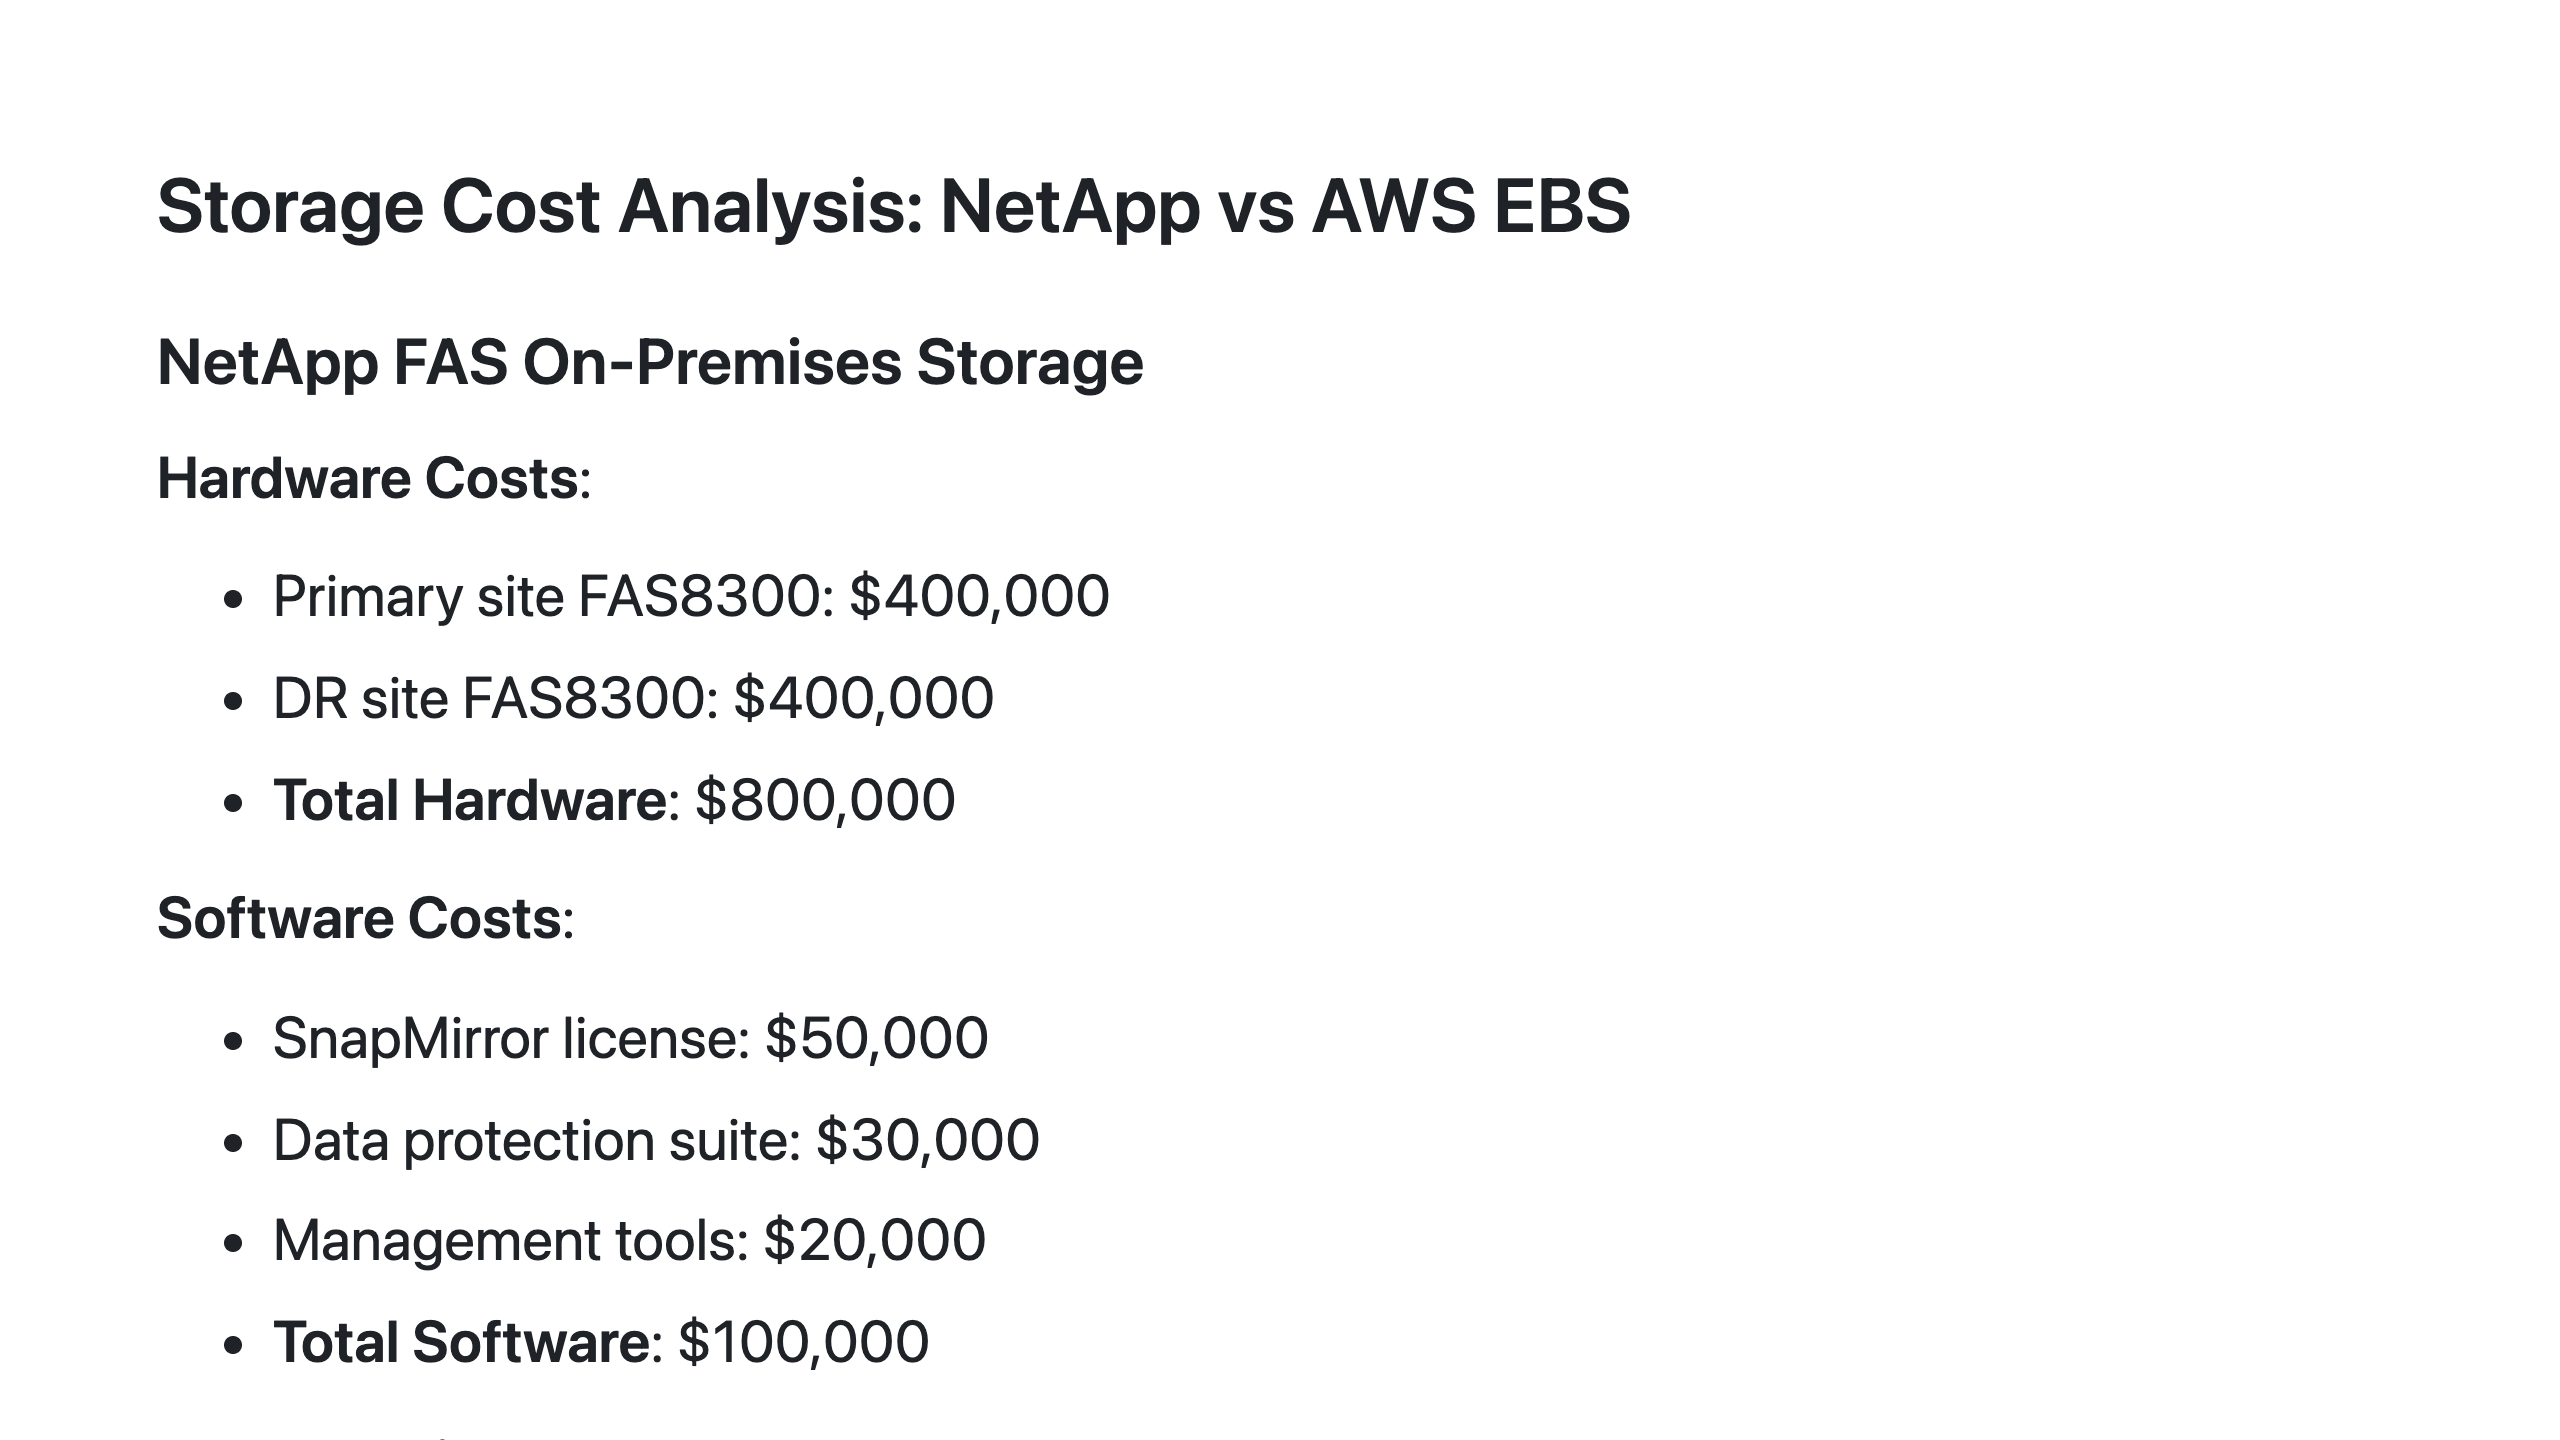 Storage Cost Analysis: NetApp vs AWS EBS
NetApp FAS On-Premises Storage
Hardware Costs:
• Primary site FAS8300: $400,000
• DR site FAS8300: $400,000
• Total Hardware: $800,000
Software Costs:
• SnapMirror license: $50,000
• Data protection suite: $30,000
• Management tools: $20,000
• Total Software: $100,000